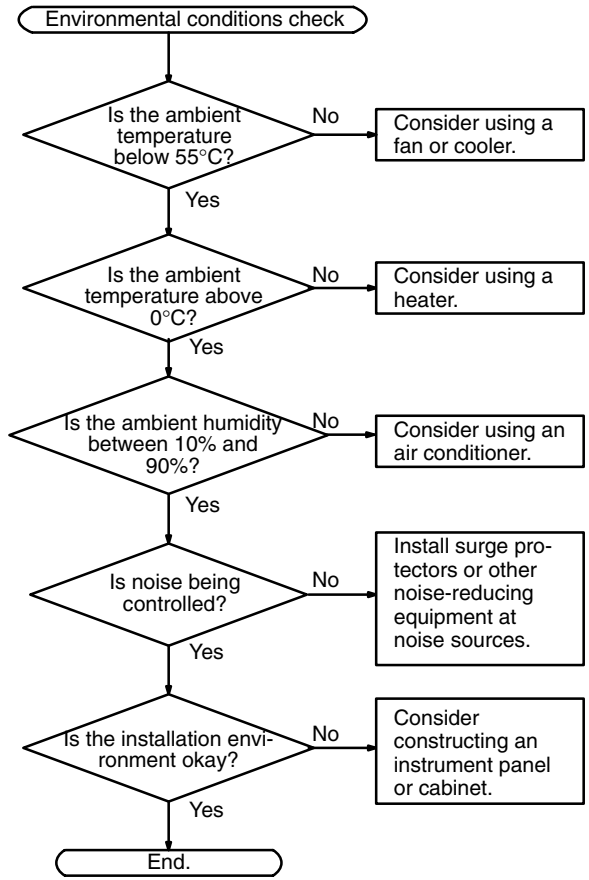 Environmental conditions check
Is the ambient
temperature
below 55°C?
No
Consider using a
fan or cooler.
Yes
Is the ambient
temperature above
0°C?
No
Consider using a
heater.
Yes
Is the ambient humidity
between 10% and
90%?
No
Consider using an
air conditioner.
Yes
Is noise being
controlled?
No
Install surge pro-
tectors or other
noise-reducing
equipment at
noise sources.
Yes
Is the installation envi-
ronment okay?
No
Consider
constructing an
instrument panel
or cabinet.
Yes
End.